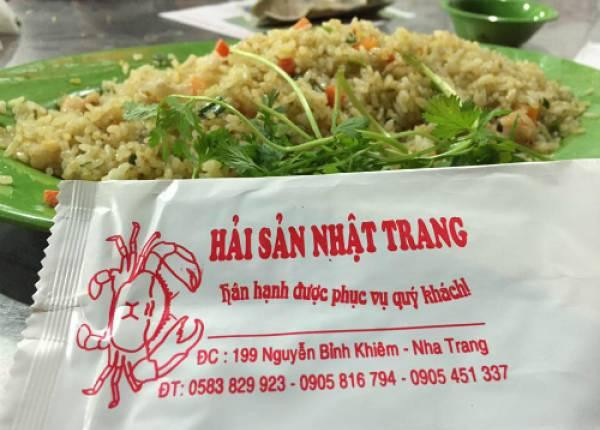 HẢI SẢN NHẬT TRANG
Hân hạnh được phục vụ quý khách!
ĐC : 199 Nguyễn Bỉnh Khiêm - Nha Trang
ĐT: 0583 829 923 - 0905 816 794 - 0905 451 337